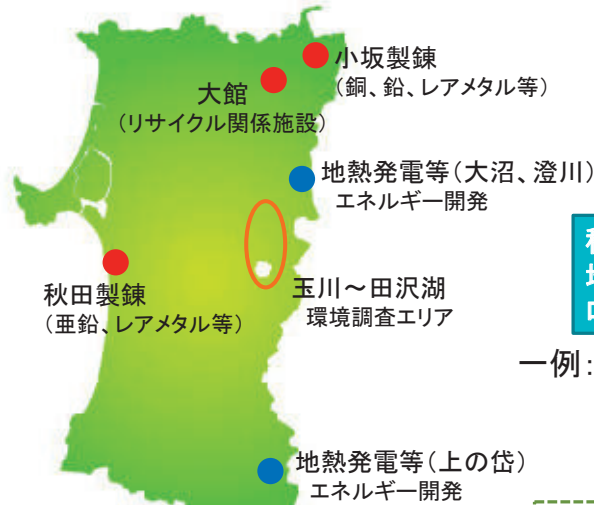 小坂製錬
(銅、鉛、レアメタル等)
大館
(リサイクル関係施設)
地熱発電等(大沼、澄川)
エネルギー開発
玉川～田沢湖
環境調査エリア
秋田製錬
(亜鉛、レアメタル等)
一例:
地熱発電等(上の岱)
エネルギー開発